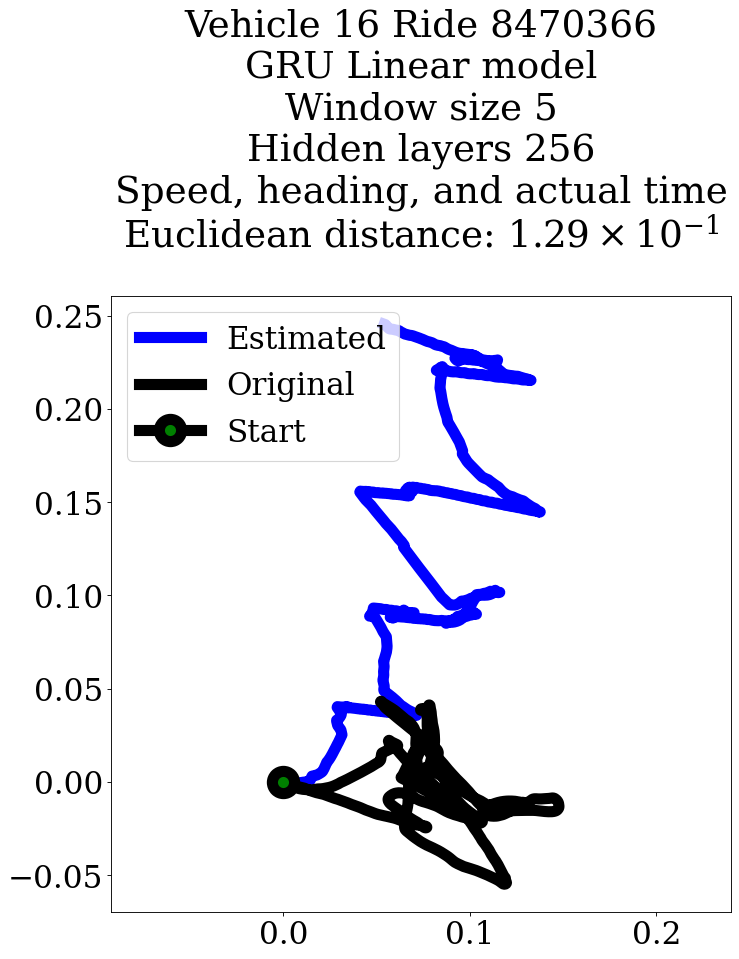 Vehicle 16 Ride 8470366
GRU Linear model
Window size 5
Hidden layers 256
Speed, heading, and actual time
Euclidean distance: 1.29 × 10⁻¹
Estimated
Original
Start
0.25
0.20
0.15
0.10
0.05
0.00
−0.05
0.0 0.1 0.2